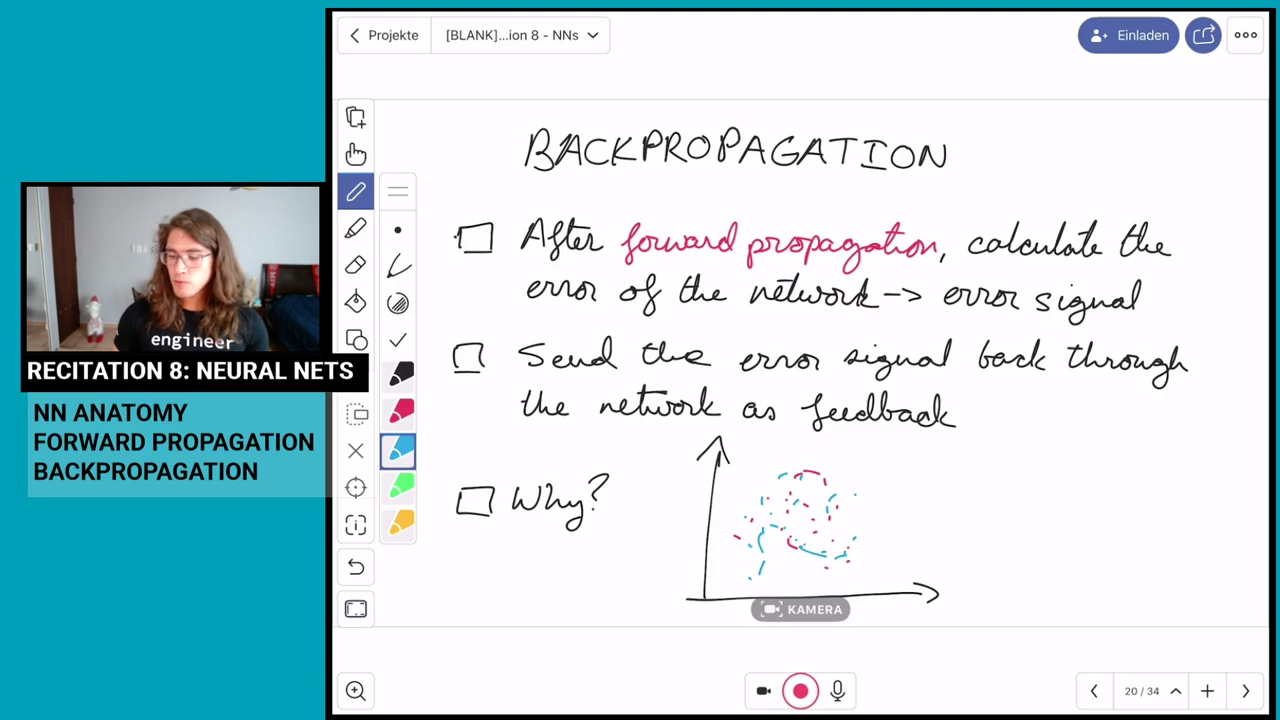 Projekte
[BLANK]...ion 8 - NNs
Einladen
BACKPROPAGATION
After forward propagation, calculate the
error of the network -> error signal
Send the error signal back through
the network as feedback
Why?
engineer
RECITATION 8: NEURAL NETS
NN ANATOMY
FORWARD PROPAGATION
BACKPROPAGATION
KAMERA
20 / 34